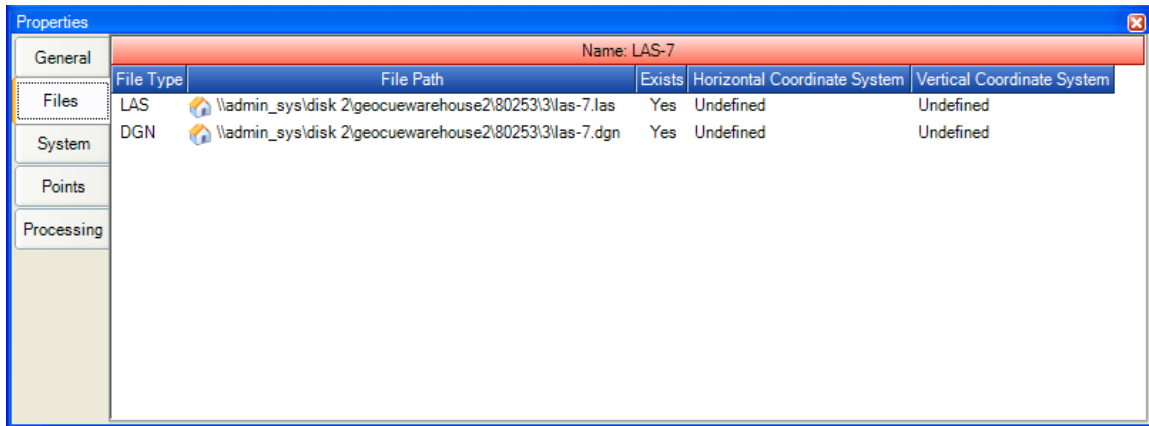 Properties
General
Files
System
Points
Processing
Name: LAS-7
File Type File Path Exists Horizontal Coordinate System Vertical Coordinate System
LAS \\admin_sys\disk 2\geocuewarehouse2\80253\3\las-7.las Yes Undefined Undefined
DGN \\admin_sys\disk 2\geocuewarehouse2\80253\3\las-7.dgn Yes Undefined Undefined